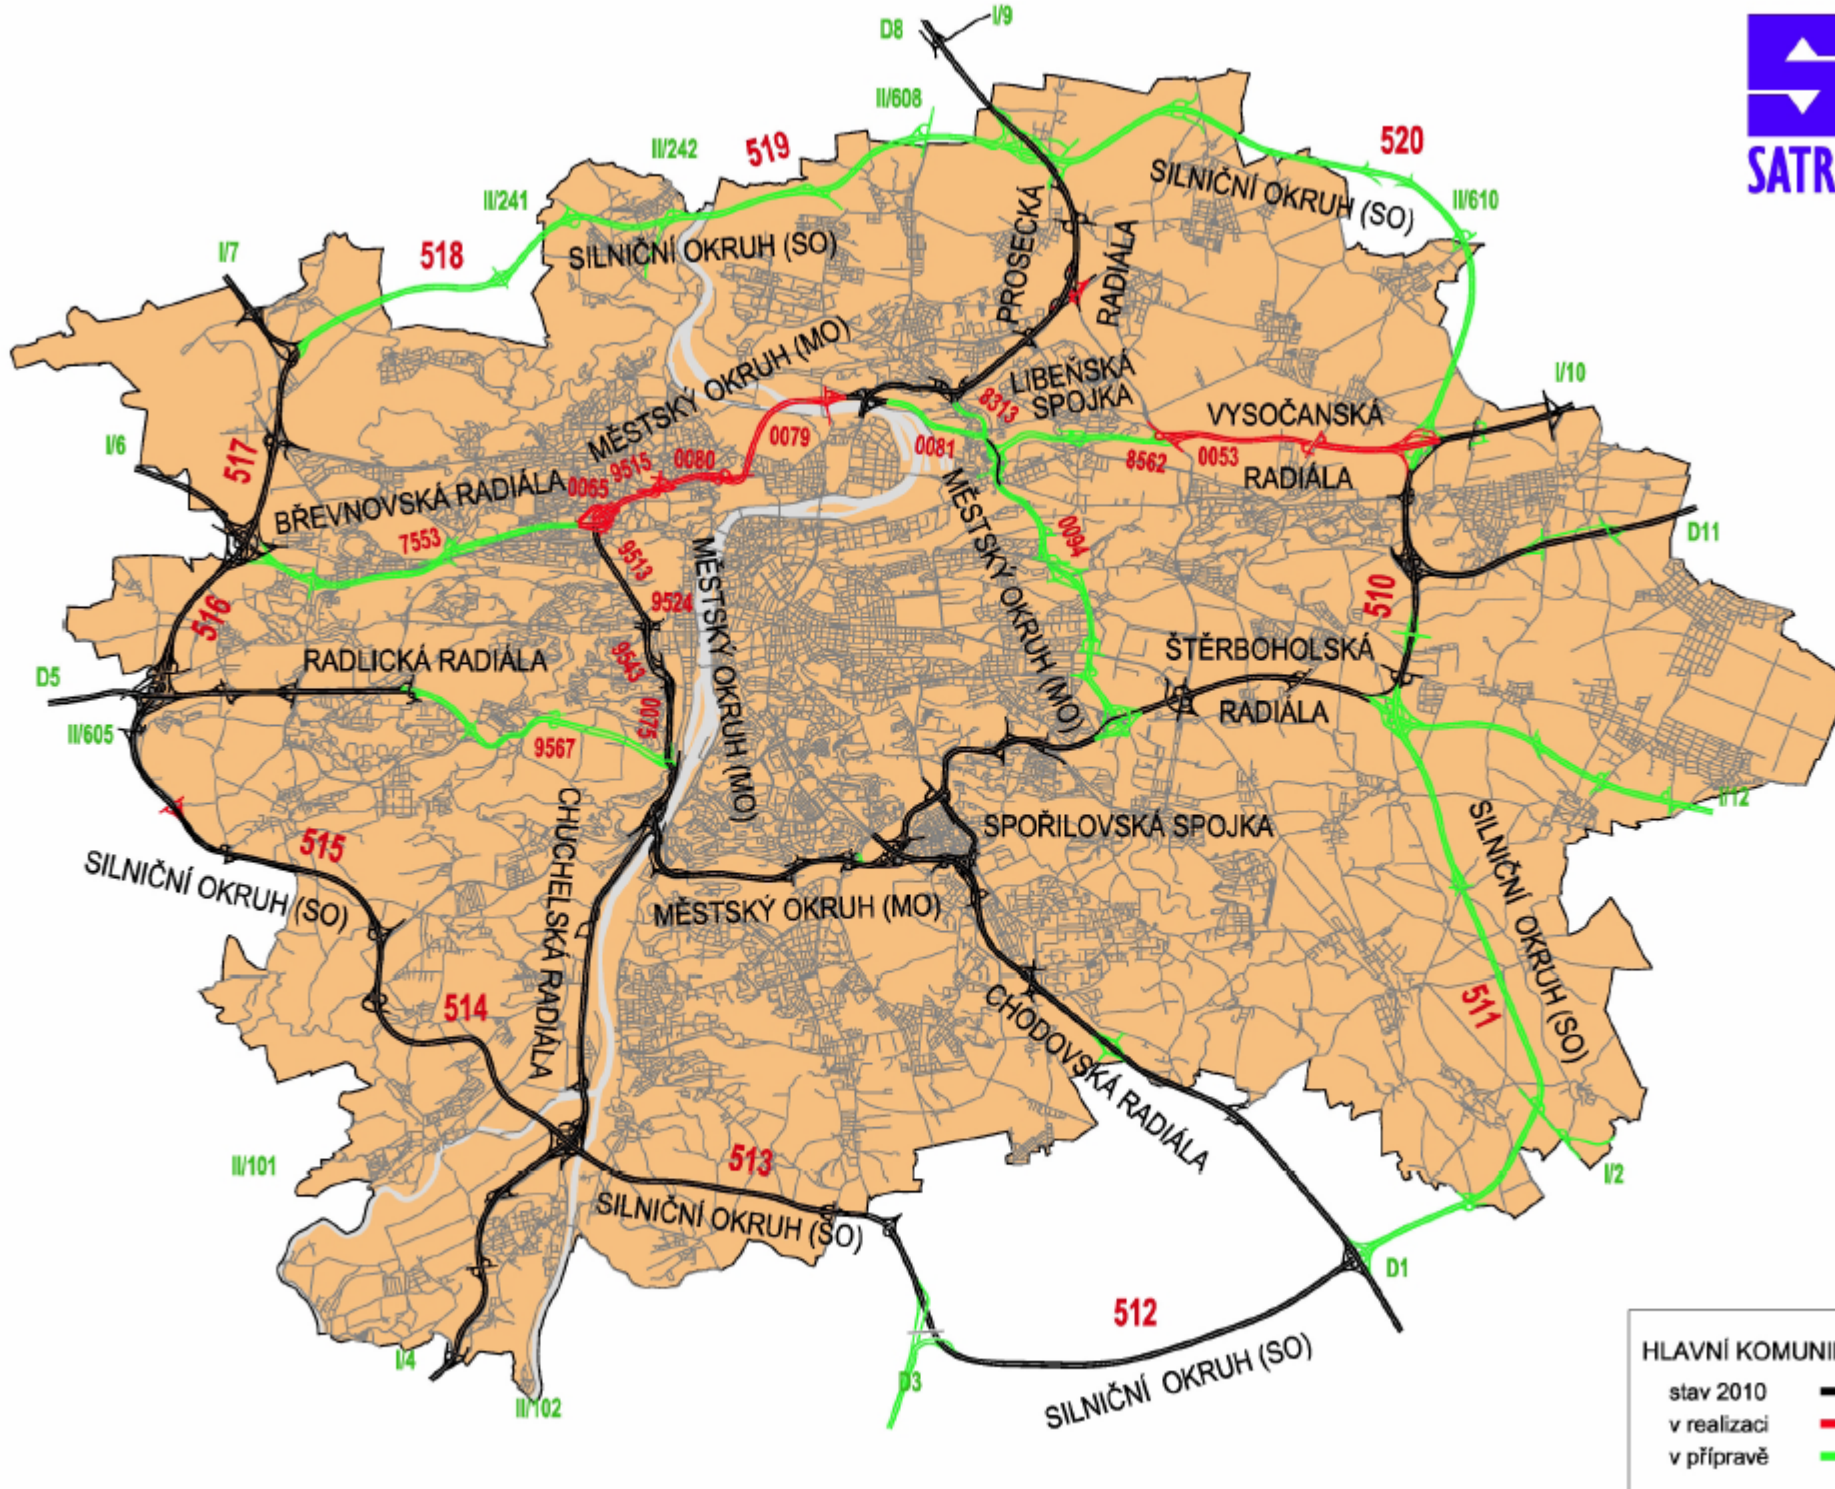 D8
I/9
SATR
II/608
II/242
519
520
SILNIČNÍ OKRUH (SO)
II/610
II/241
I/7
518
SILNIČNÍ OKRUH (SO)
PROSECKÁ
RADIÁLA
MĚSTSKÝ OKRUH (MO)
LIBEŇSKÁ
SPOJKA
8313
VYSOČANSKÁ
RADIÁLA
I/10
I/6
517
0079
0081
8562
0053
BŘEVNOVSKÁ RADIÁLA
0065
9515
0080
7553
MĚSTSKÝ OKRUH (MO)
0094
D11
9513
9524
MĚSTSKÝ OKRUH (MO)
510
516
RADLICKÁ RADIÁLA
9543
0075
ŠTĚRBOHOLSKÁ
RADIÁLA
D5
II/605
9567
I/12
515
SILNIČNÍ OKRUH (SO)
CHUCHELSKÁ RADIÁLA
SPOŘILOVSKÁ SPOJKA
MĚSTSKÝ OKRUH (MO)
SILNIČNÍ OKRUH (SO)
511
514
CHODOVSKÁ RADIÁLA
II/101
513
SILNIČNÍ OKRUH (SO)
I/2
D1
512
SILNIČNÍ OKRUH (SO)
I/4
D3
II/102
HLAVNÍ KOMUNI
stav 2010
v realizaci
v přípravě